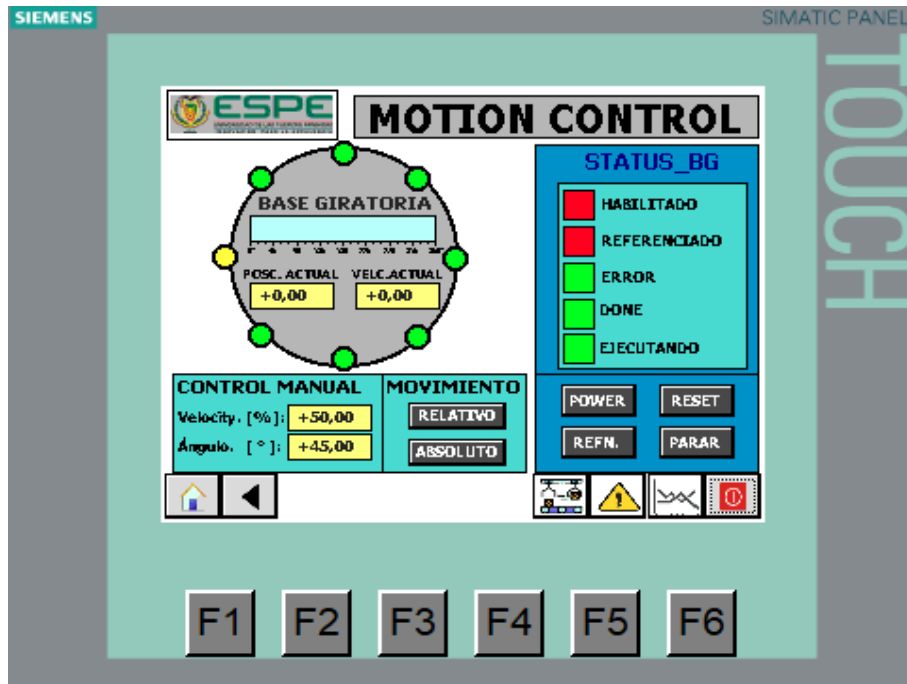 SIEMENS
SIMATIC PANEL
TOUCH
ESPE
MOTION CONTROL
BASE GIRATORIA
POSC. ACTUAL VELC.ACTUAL
+0,00 +0,00
STATUS_BG
HABILITADO
REFERENCIADO
ERROR
DONE
EJECUTANDO
CONTROL MANUAL
Velocity. [%]: +50,00
Ángulo. [°]: +45,00
MOVIMIENTO
RELATIVO
ABSOLUTO
POWER RESET
REFN. PARAR
F1 F2 F3 F4 F5 F6